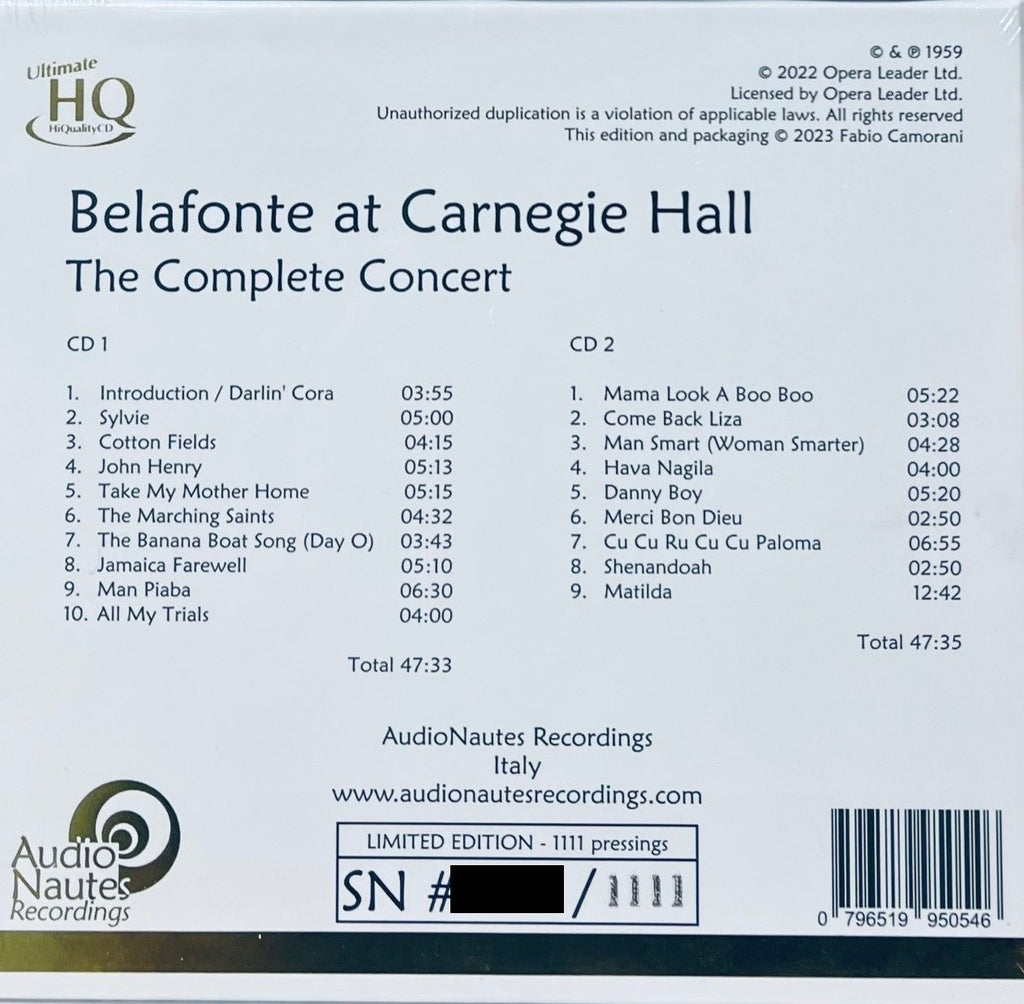 Ultimate
HQ
HiQualityCD
© & ℗ 1959
© 2022 Opera Leader Ltd.
Licensed by Opera Leader Ltd.
Unauthorized duplication is a violation of applicable laws. All rights reserved
This edition and packaging © 2023 Fabio Camorani
Belafonte at Carnegie Hall
The Complete Concert
CD 1
1. Introduction / Darlin' Cora 03:55
2. Sylvie 05:00
3. Cotton Fields 04:15
4. John Henry 05:13
5. Take My Mother Home 05:15
6. The Marching Saints 04:32
7. The Banana Boat Song (Day O) 03:43
8. Jamaica Farewell 05:10
9. Man Piaba 06:30
10. All My Trials 04:00
Total 47:33
CD 2
1. Mama Look A Boo Boo 05:22
2. Come Back Liza 03:08
3. Man Smart (Woman Smarter) 04:28
4. Hava Nagila 04:00
5. Danny Boy 05:20
6. Merci Bon Dieu 02:50
7. Cu Cu Ru Cu Cu Paloma 06:55
8. Shenandoah 02:50
9. Matilda 12:42
Total 47:35
AudioNautes Recordings
Italy
www.audionautesrecordings.com
LIMITED EDITION - 1111 pressings
SN # / 1111
Audio
Nautes
Recordings
0 796519 950546